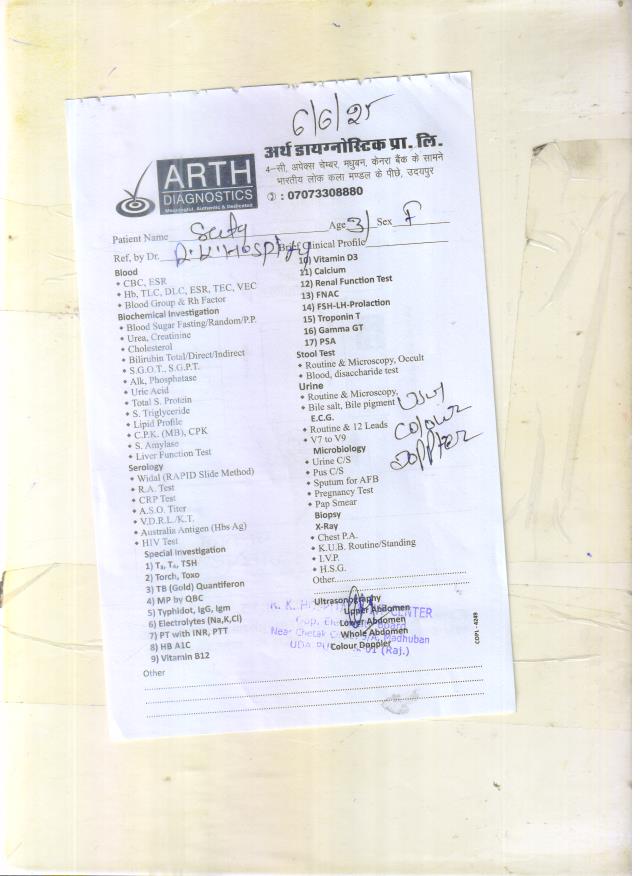 6/6/25
ARTH
DIAGNOSTICS
Meaningful, Authentic & Dedicated
अर्थ डायग्नोस्टिक प्रा. लि.
4-सी, अपेक्स चेम्बर, मधुबन, केनरा बैंक के सामने
भारतीय लोक कला मण्डल के पीछे, उदयपुर
: 07073308880
Patient Name Age 31 Sex F
Ref, by Dr. Brief Clinical Profile
Blood
• CBC, ESR
• Hb, TLC, DLC, ESR, TEC, VEC
• Blood Group & Rh Factor
Biochemical Investigation
• Blood Sugar Fasting/Random/P.P.
• Urea, Creatinine
• Cholesterol
• Bilirubin Total/Direct/Indirect
• S.G.O.T., S.G.P.T.
• Alk, Phosphatase
• Uric Acid
• Total S. Protein
• S. Triglyceride
• Lipid Profile
• C.P.K. (MB), CPK
• S. Amylase
• Liver Function Test
Serology
• Widal (RAPID Slide Method)
• R.A. Test
• CRP Test
• A.S.O. Titer
• V.D.R.L./K.T.
• Australia Antigen (Hbs Ag)
• HIV Test
Special Investigation
1) T₃, T₄, TSH
2) Torch, Toxo
3) TB (Gold) Quantiferon
4) MP by QBC
5) Typhidot, IgG, Igm
6) Electrolytes (Na,K,Cl)
7) PT with INR, PTT
8) HB A1C
9) Vitamin B12
10) Vitamin D3
11) Calcium
12) Renal Function Test
13) FNAC
14) FSH-LH-Prolaction
15) Troponin T
16) Gamma GT
17) PSA
Stool Test
• Routine & Microscopy, Occult
• Blood, disaccharide test
Urine
• Routine & Microscopy,
• Bile salt, Bile pigment
E.C.G.
• Routine & 12 Leads
• V7 to V9
Microbiology
• Urine C/S
• Pus C/S
• Sputum for AFB
• Pregnancy Test
• Pap Smear
Biopsy
X-Ray
• Chest P.A.
• K.U.B. Routine/Standing
• I.V.P.
• H.S.G.
Other
colour
Doppler
Ultrasonography
Upper Abdomen
Lower Abdomen
Whole Abdomen
Colour Doppler
CENTER
Near Chetak Madhuban
(Raj.)
Other
COPL - 4249